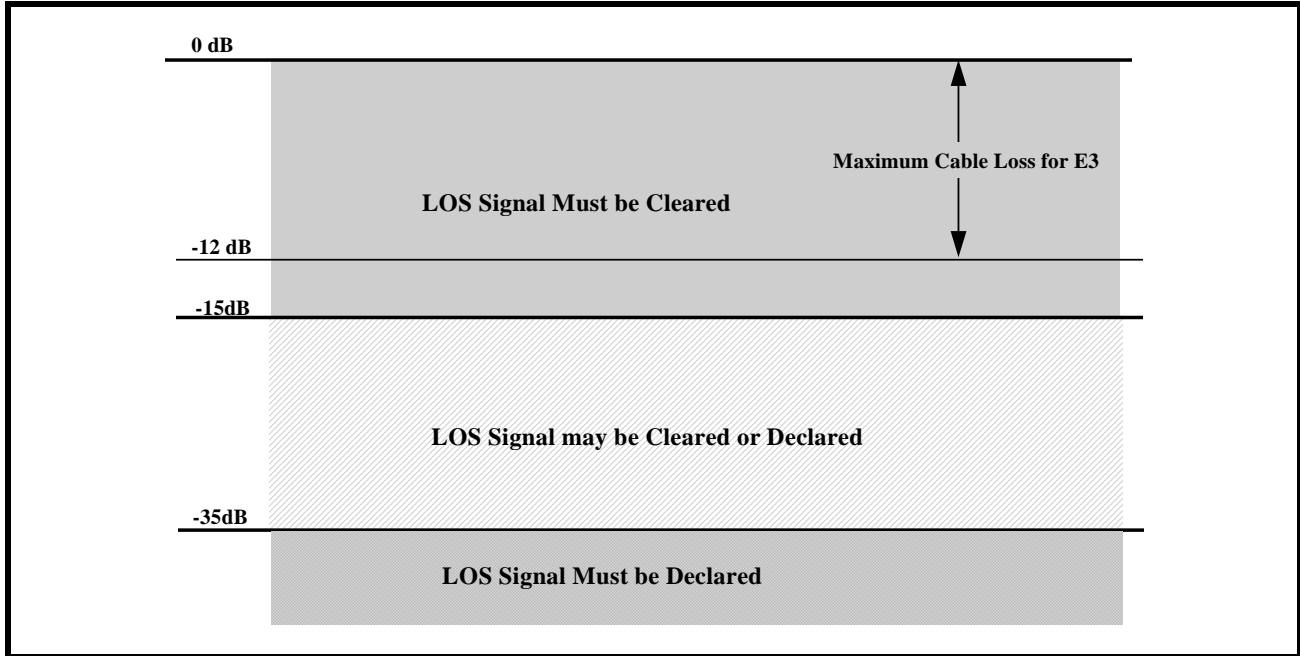 0 dB
Maximum Cable Loss for E3
LOS Signal Must be Cleared
-12 dB
-15dB
LOS Signal may be Cleared or Declared
-35dB
LOS Signal Must be Declared